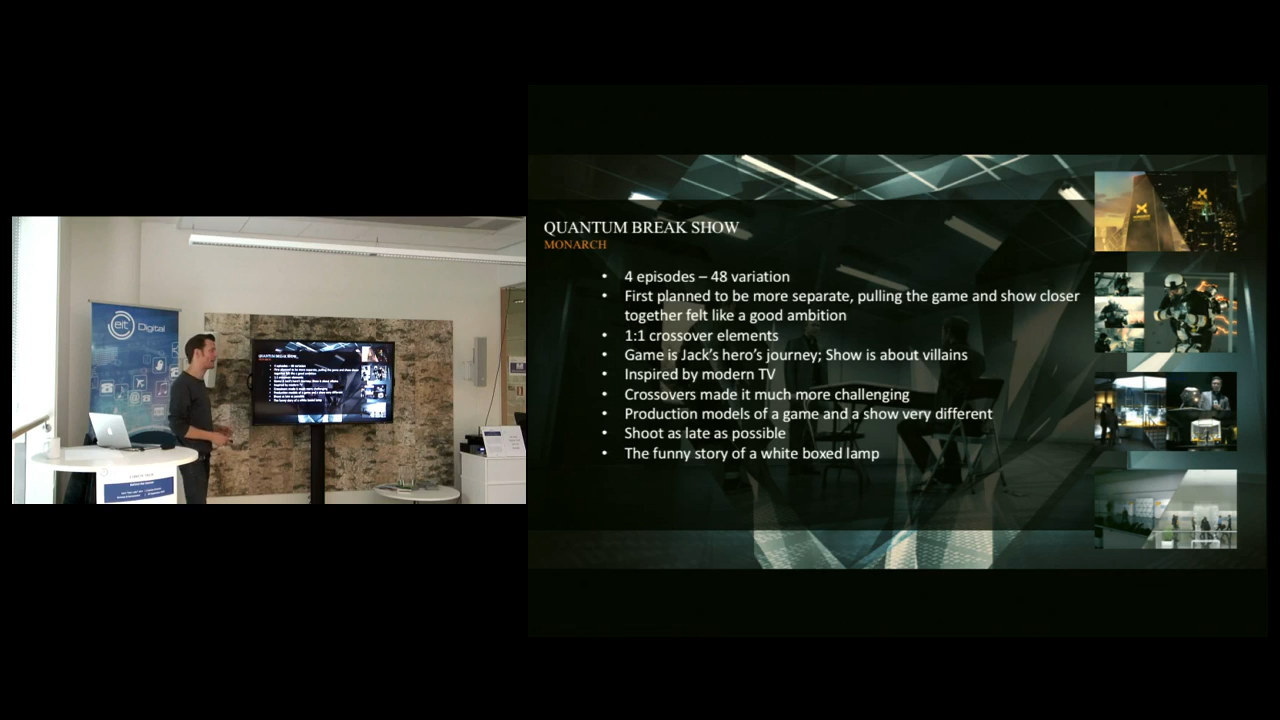 eit Digital
QUANTUM BREAK SHOW
MONARCH
• 4 episodes – 48 variation
• First planned to be more separate, pulling the game and show closer
together felt like a good ambition
• 1:1 crossover elements
• Game is Jack's hero's journey; Show is about villains
• Inspired by modern TV
• Crossovers made it much more challenging
• Production models of a game and a show very different
• Shoot as late as possible
• The funny story of a white boxed lamp